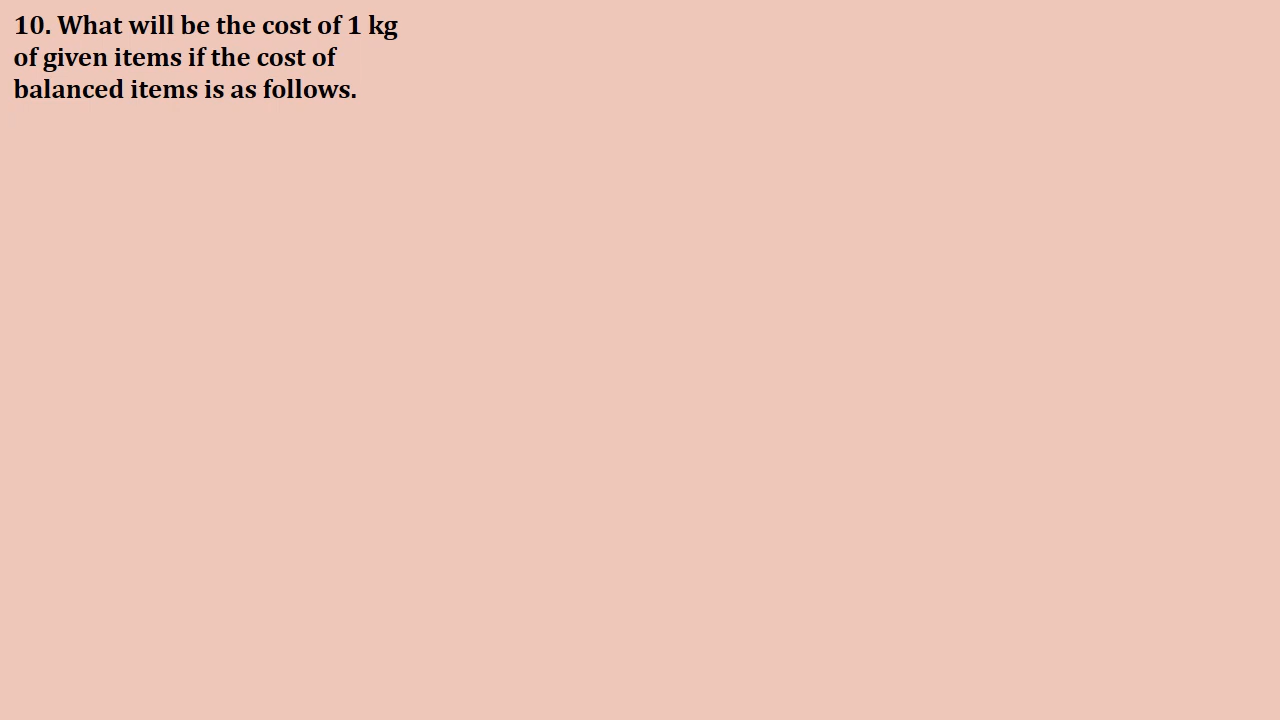 10. What will be the cost of 1 kg
of given items if the cost of
balanced items is as follows.